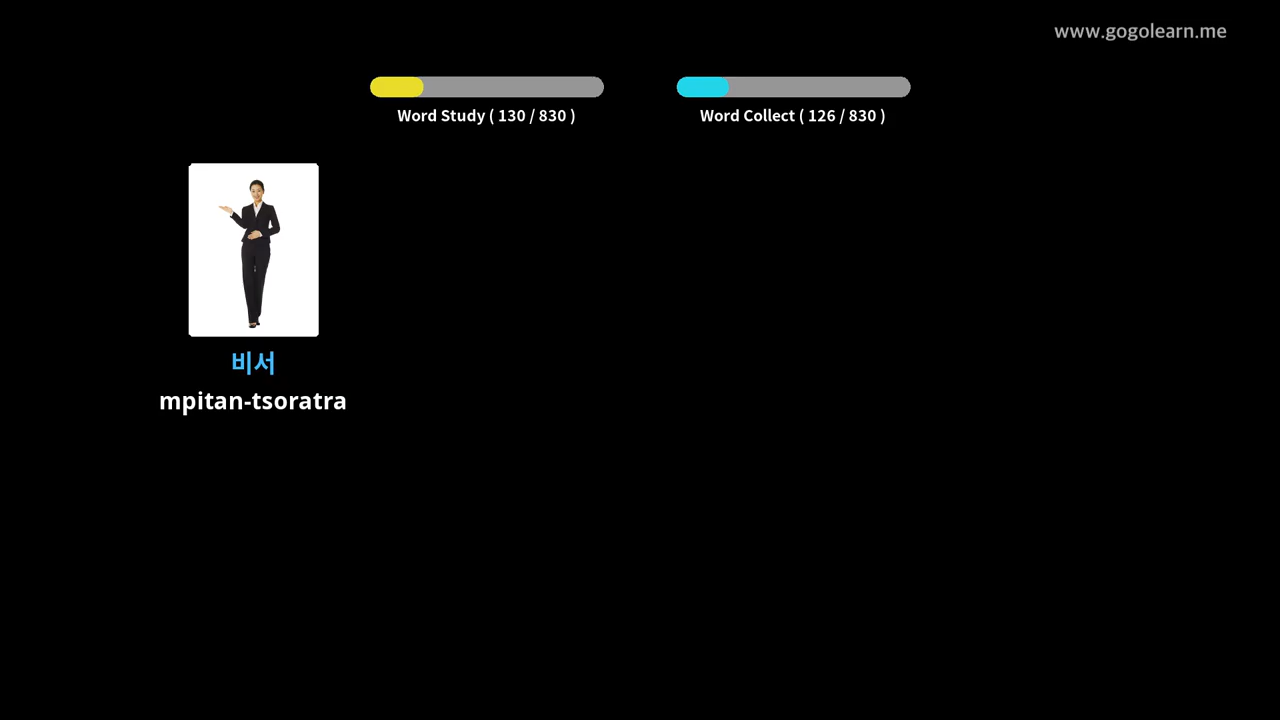 www.gogolearn.me
Word Study ( 130 / 830 )
Word Collect ( 126 / 830 )
비서
mpitan-tsoratra